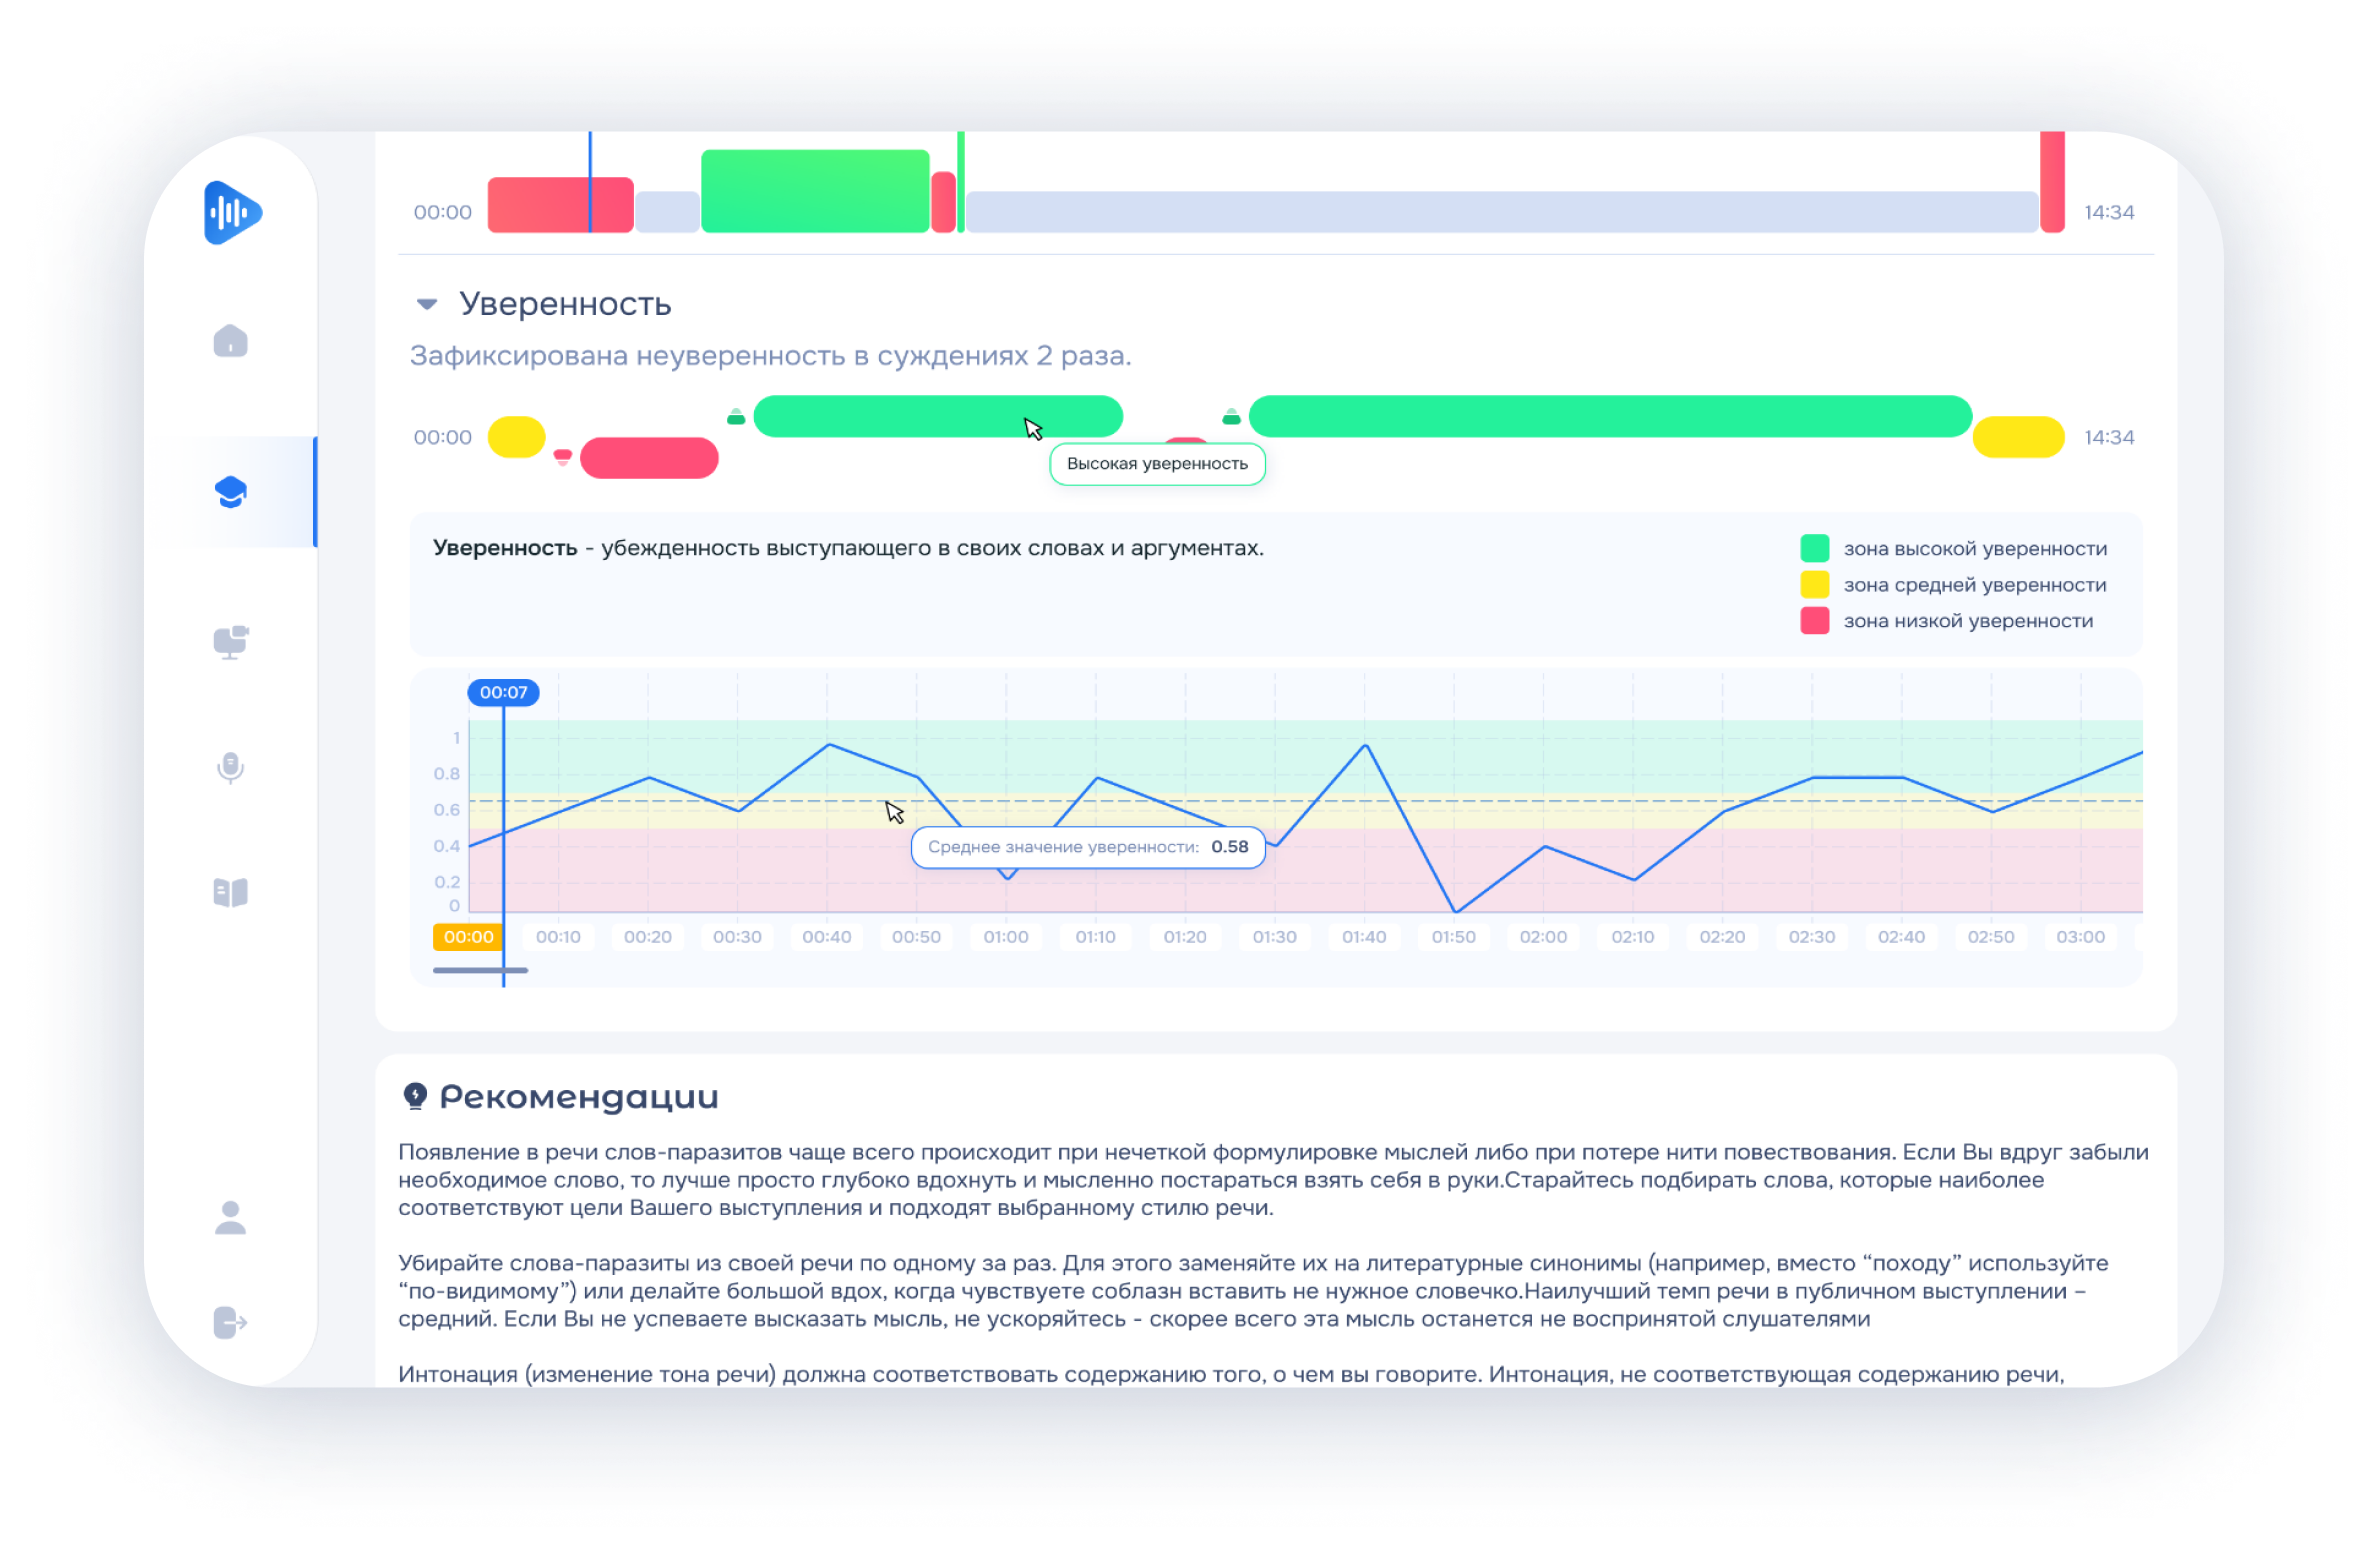 00:00
14:34
Уверенность
Зафиксирована неуверенность в суждениях 2 раза.
00:00
14:34
Высокая уверенность
Уверенность - убежденность выступающего в своих словах и аргументах.
зона высокой уверенности
зона средней уверенности
зона низкой уверенности
00:07
1
0.8
0.6
0.4
0.2
0
Среднее значение уверенности: 0.58
00:00 00:10 00:20 00:30 00:40 00:50 01:00 01:10 01:20 01:30 01:40 01:50 02:00 02:10 02:20 02:30 02:40 02:50 03:00
Рекомендации
Появление в речи слов-паразитов чаще всего происходит при нечеткой формулировке мыслей либо при потере нити повествования. Если Вы вдруг забыли
необходимое слово, то лучше просто глубоко вдохнуть и мысленно постараться взять себя в руки.Старайтесь подбирать слова, которые наиболее
соответствуют цели Вашего выступления и подходят выбранному стилю речи.
Убирайте слова-паразиты из своей речи по одному за раз. Для этого заменяйте их на литературные синонимы (например, вместо “походу” используйте
“по-видимому”) или делайте большой вдох, когда чувствуете соблазн вставить не нужное словечко.Наилучший темп речи в публичном выступлении –
средний. Если Вы не успеваете высказать мысль, не ускоряйтесь - скорее всего эта мысль останется не воспринятой слушателями
Интонация (изменение тона речи) должна соответствовать содержанию того, о чем вы говорите. Интонация, не соответствующая содержанию речи,